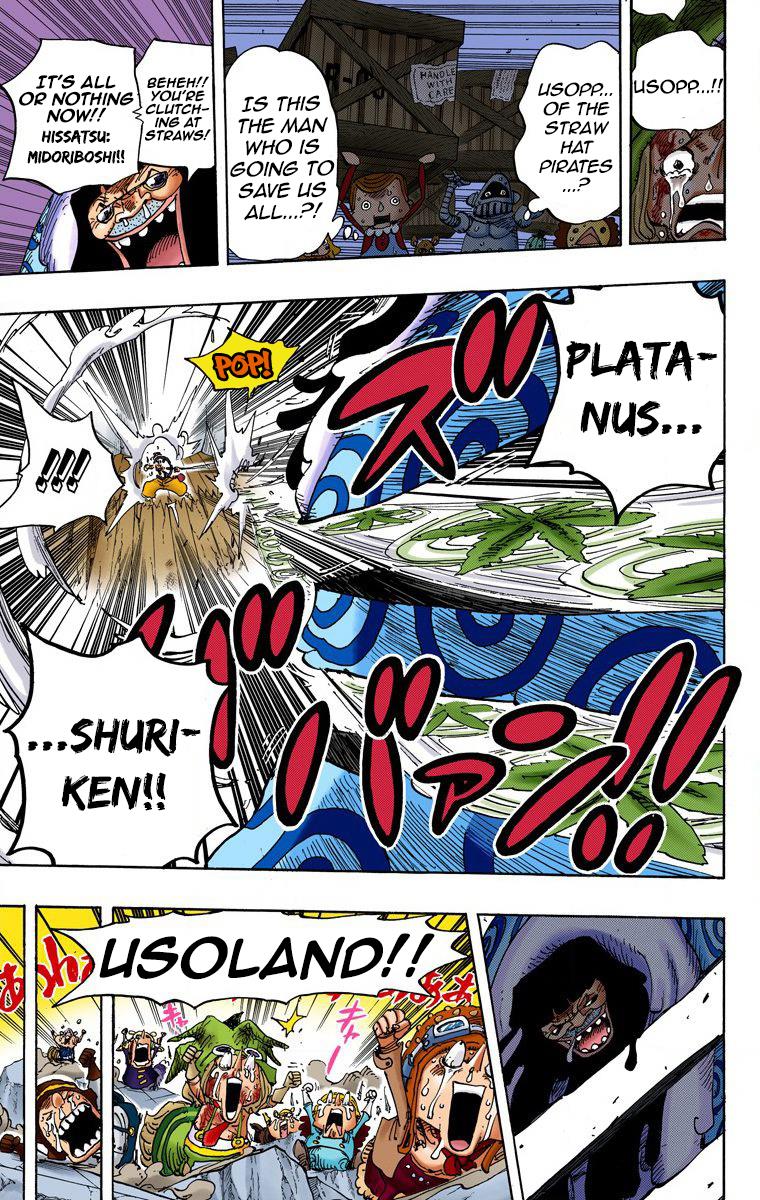 USOPP...!!
USOPP...
OF THE
STRAW
HAT
PIRATES
....?
HANDLE
WITH
CARE
IS THIS
THE MAN
WHO IS
GOING TO
SAVE US
ALL....?!
BEHEH!!
YOU'RE
CLUTCH-
ING AT
STRAWS!
IT'S ALL
OR NOTHING
NOW!!
HISSATSU:
MIDORIBOSHI!!
PLATA-
NUS...
ズ
POP!
!!!
ザバァン!!
...SHURI-
KEN!!
USOLAND!!